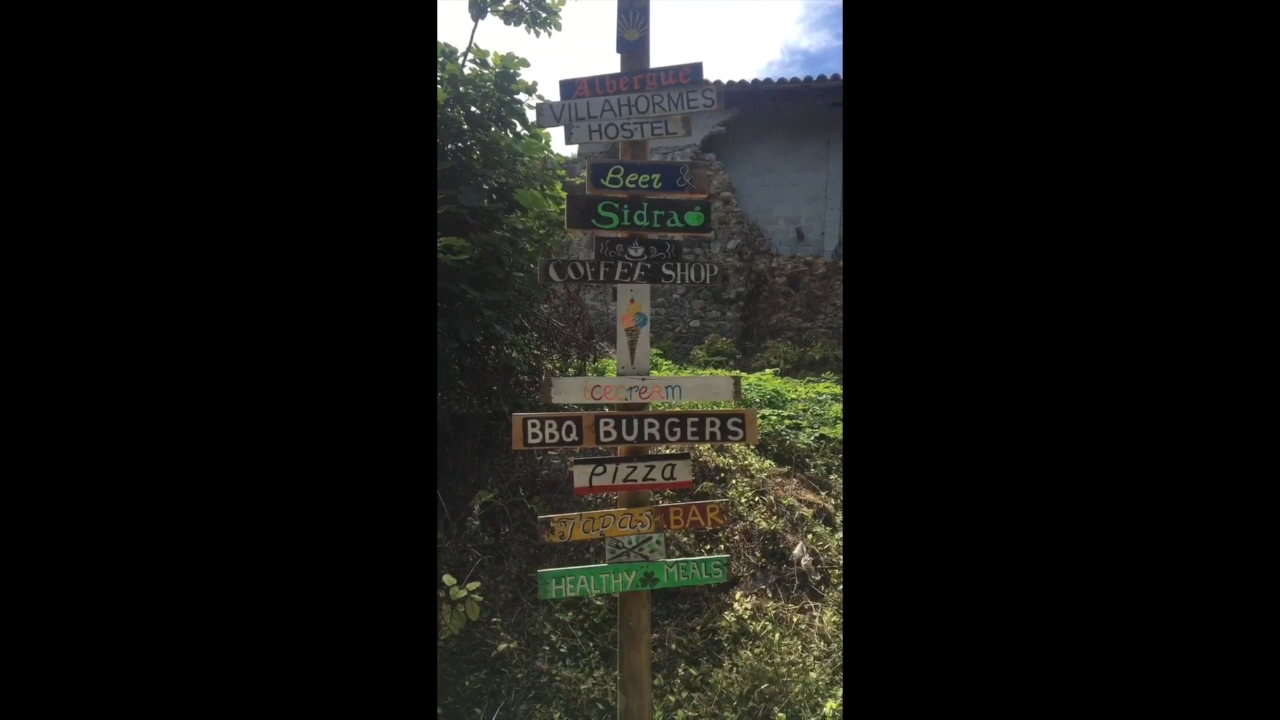 Albergue
VILLAHORMES
HOSTEL
Beer &
Sidra
COFFEE SHOP
icecream
BBQ BURGERS
Pizza
Tapas BAR
HEALTHY MEALS